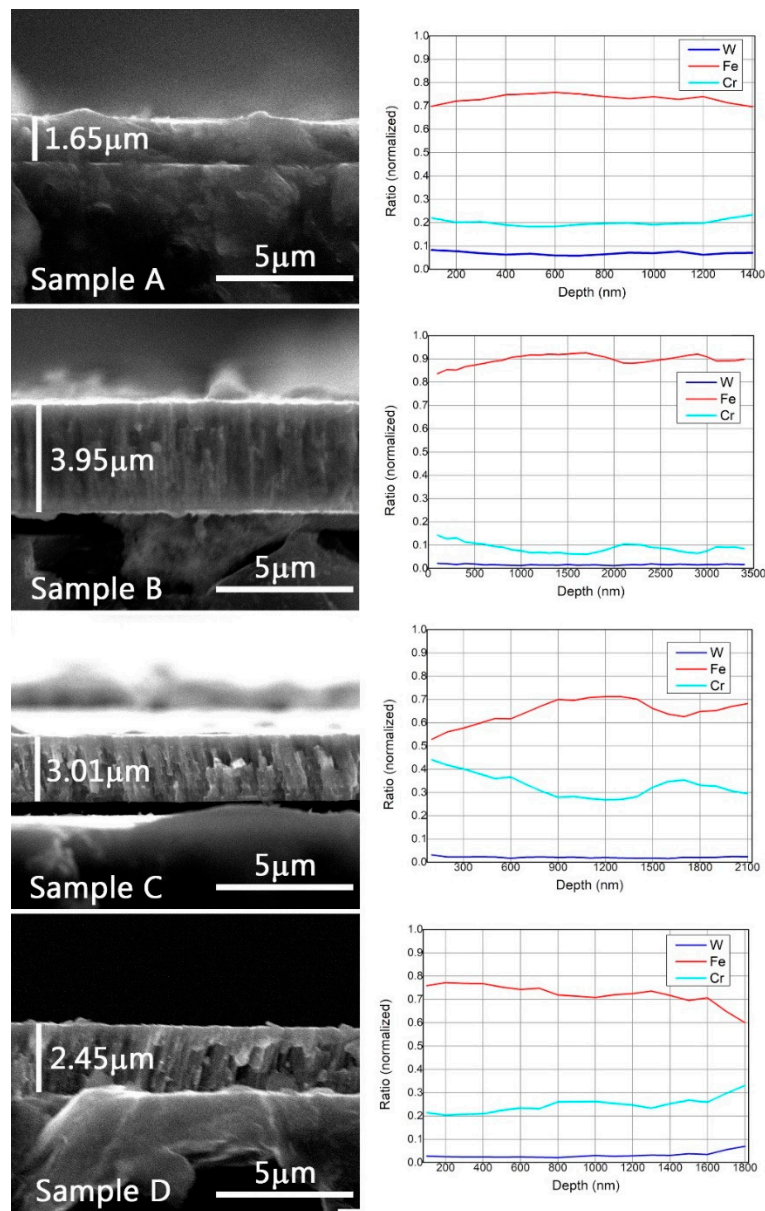 1.65μm
Sample A
5μm
Ratio (normalized)
1.0
0.9
0.8
0.7
0.6
0.5
0.4
0.3
0.2
0.1
0.0
W
Fe
Cr
200 400 600 800 1000 1200 1400
Depth (nm)
3.95μm
Sample B
5μm
Ratio (normalized)
1.0
0.9
0.8
0.7
0.6
0.5
0.4
0.3
0.2
0.1
0.0
W
Fe
Cr
0 500 1000 1500 2000 2500 3000 3500
Depth (nm)
3.01μm
Sample C
5μm
Ratio (normalized)
1.0
0.9
0.8
0.7
0.6
0.5
0.4
0.3
0.2
0.1
0.0
W
Fe
Cr
300 600 900 1200 1500 1800 2100
Depth (nm)
2.45μm
Sample D
5μm
Ratio (normalized)
1.0
0.9
0.8
0.7
0.6
0.5
0.4
0.3
0.2
0.1
0.0
W
Fe
Cr
200 400 600 800 1000 1200 1400 1600 1800
Depth (nm)